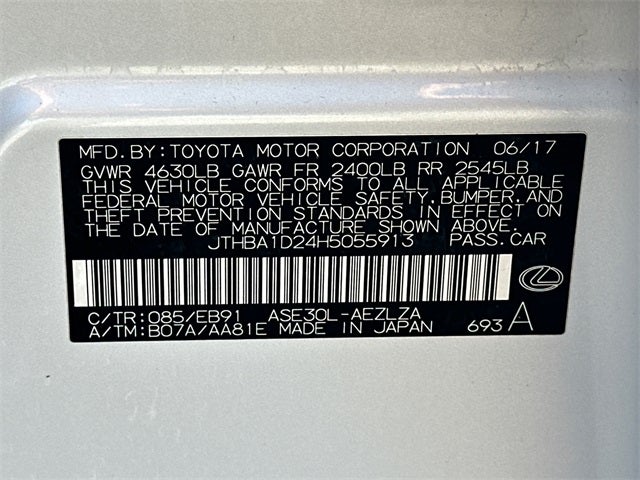 MFD.BY:TOYOTA MOTOR CORPORATION 06/17
GVWR 4630LB GAWR FR 2400LB RR 2545LB
THIS VEHICLE CONFORMS TO ALL APPLICABLE
FEDERAL MOTOR VEHICLE SAFETY,BUMPER,AND
THEFT PREVENTION STANDARDS IN EFFECT ON
THE DATE OF MANUFACTURE SHOWN ABOVE.
JTHBA1D24H5055913 PASS.CAR
C/TR:085/EB91 ASE30L-AEZLZA
A/TM:B07A/AA81E MADE IN JAPAN 693 A